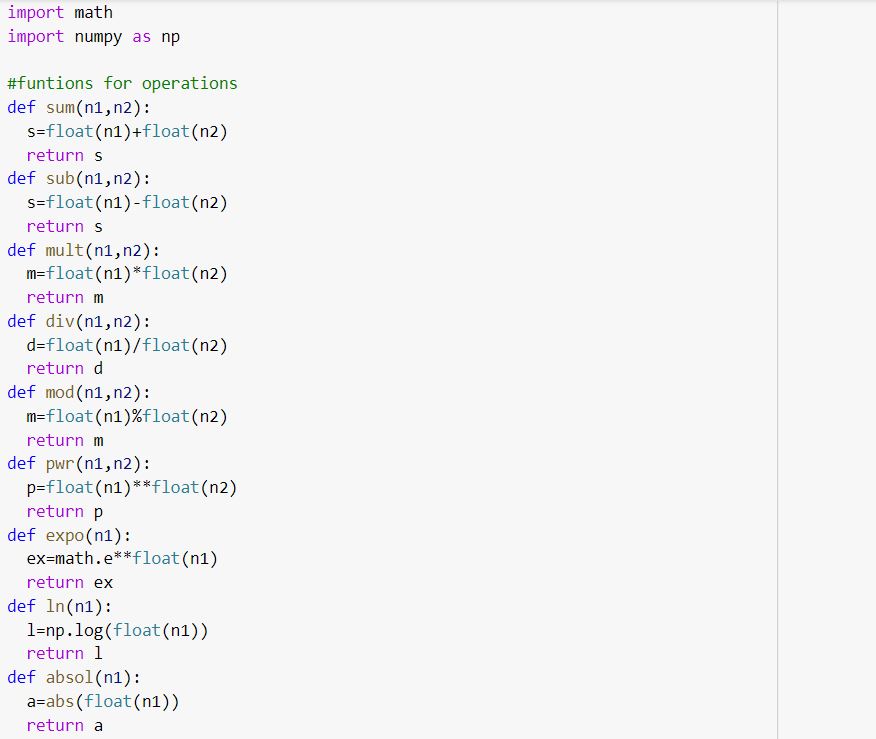 import math
import numpy as np
#funtions for operations
def sum(n1,n2):
  s=float(n1)+float(n2)
  return s
def sub(n1,n2):
  s=float(n1)-float(n2)
  return s
def mult(n1,n2):
  m=float(n1)*float(n2)
  return m
def div(n1,n2):
  d=float(n1)/float(n2)
  return d
def mod(n1,n2):
  m=float(n1)%float(n2)
  return m
def pwr(n1,n2):
  p=float(n1)**float(n2)
  return p
def expo(n1):
  ex=math.e**float(n1)
  return ex
def ln(n1):
  l=np.log(float(n1))
  return l
def absol(n1):
  a=abs(float(n1))
  return a